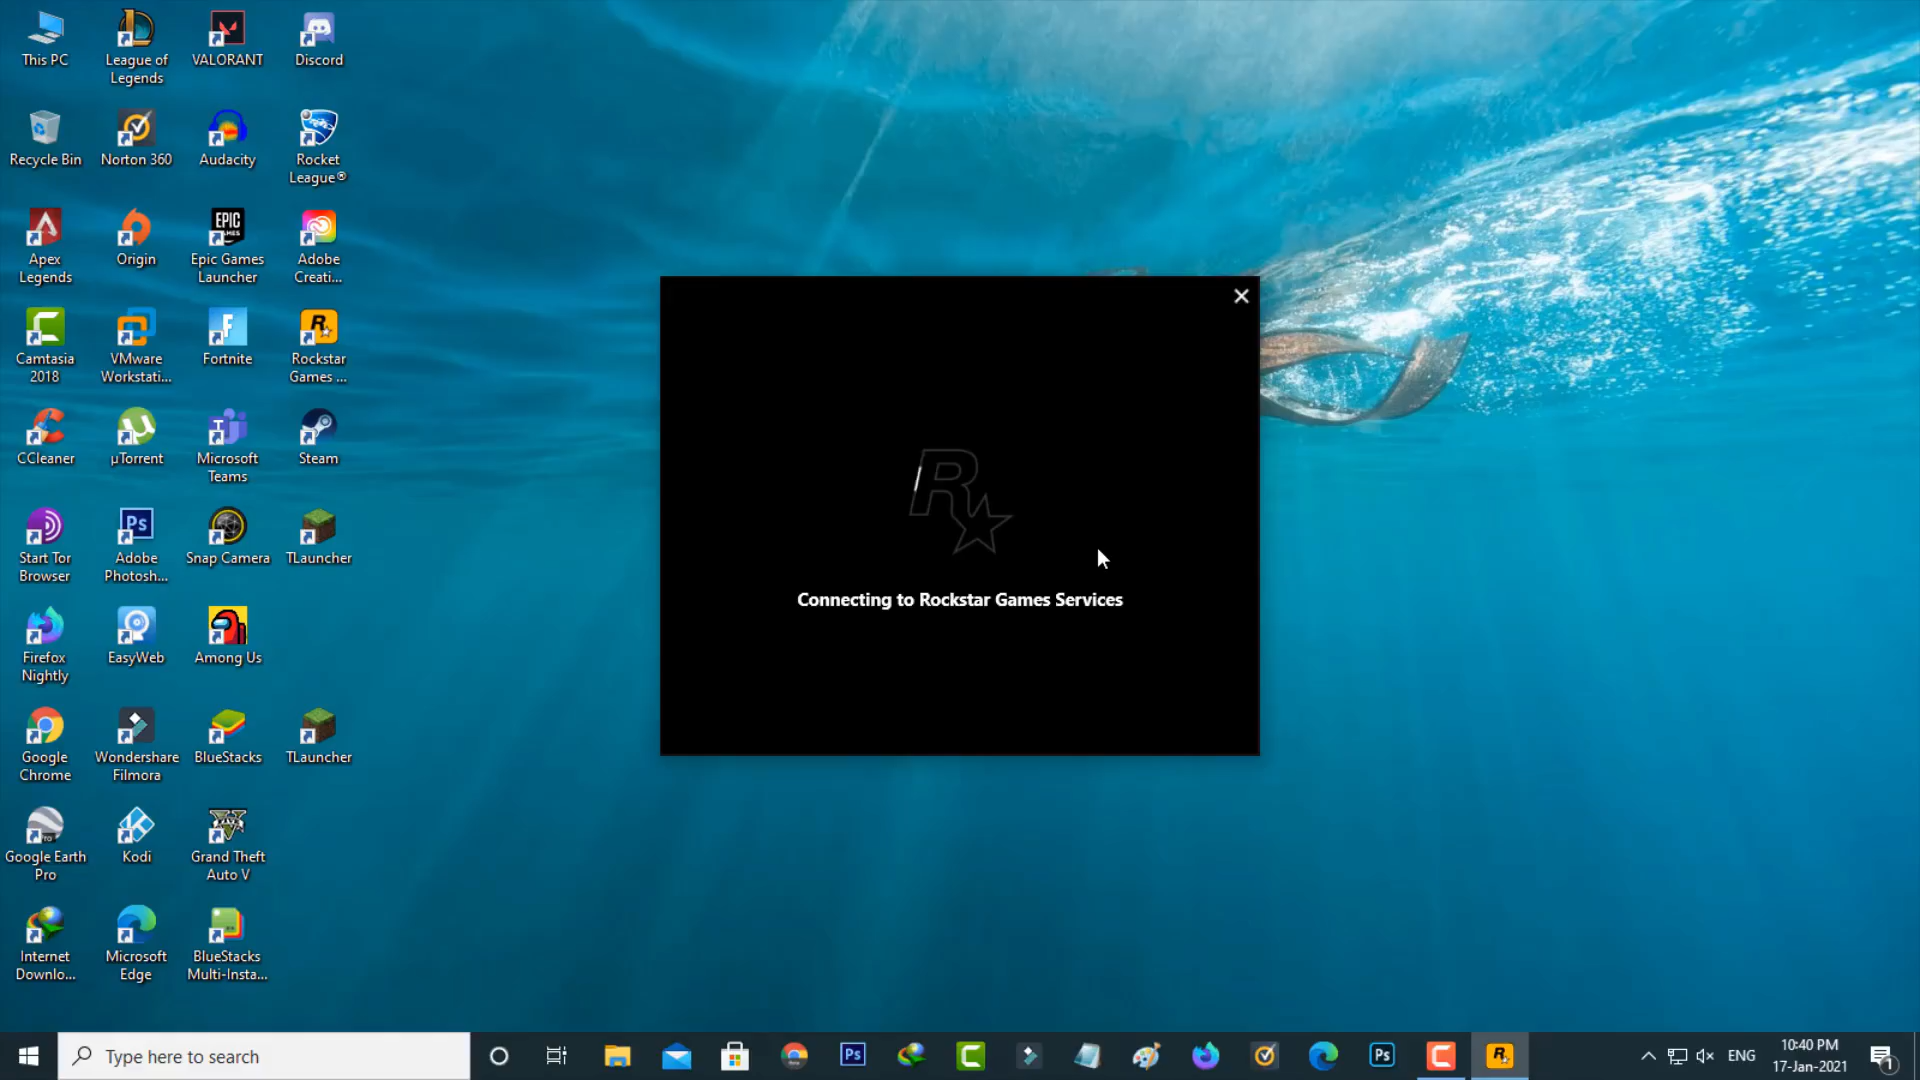 This PC
League of
Legends
VALORANT
Discord
Recycle Bin
Norton 360
Audacity
Rocket
League®
Apex
Legends
Origin
EPIC
GAMES
Epic Games
Launcher
Adobe
Creati...
Camtasia
2018
VMware
Workstati...
Fortnite
Rockstar
Games ...
CCleaner
µTorrent
Microsoft
Teams
Steam
Start Tor
Browser
Adobe
Photosh...
Snap Camera
TLauncher
Firefox
Nightly
EasyWeb
Among Us
Google
Chrome
Wondershare
Filmora
BlueStacks
TLauncher
Google Earth
Pro
Kodi
Grand Theft
Auto V
Internet
Downlo...
Microsoft
Edge
BlueStacks
Multi-Insta...
Connecting to Rockstar Games Services
Type here to search
ENG
10:40 PM
17-Jan-2021
1